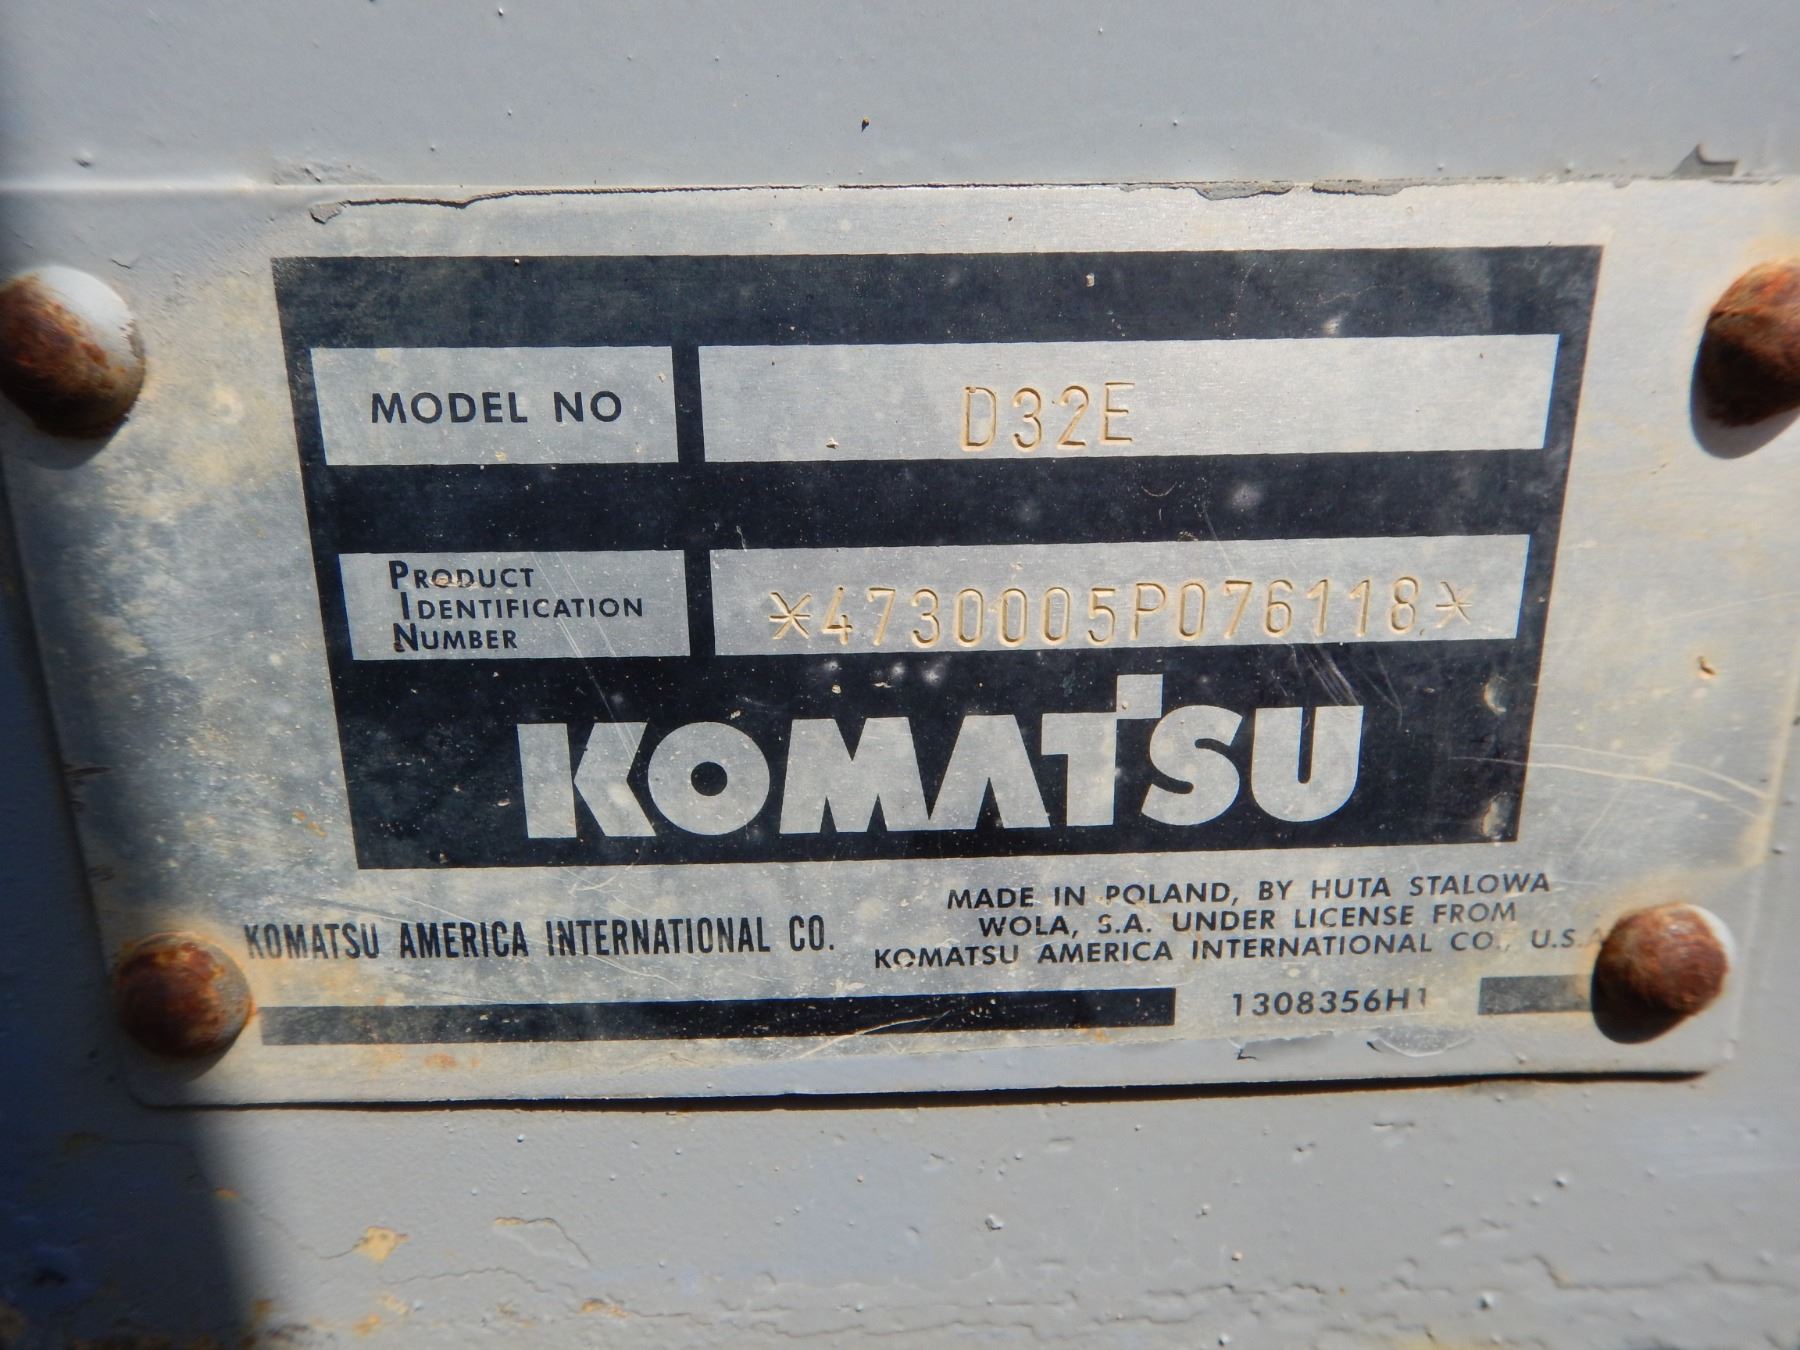 MODEL NO D32E
PRODUCT
IDENTIFICATION
NUMBER
*4730005P076118*
KOMATSU
MADE IN POLAND, BY HUTA STALOWA
WOLA, S.A. UNDER LICENSE FROM
KOMATSU AMERICA INTERNATIONAL CO., U.S.A
KOMATSU AMERICA INTERNATIONAL CO.
1308356H1